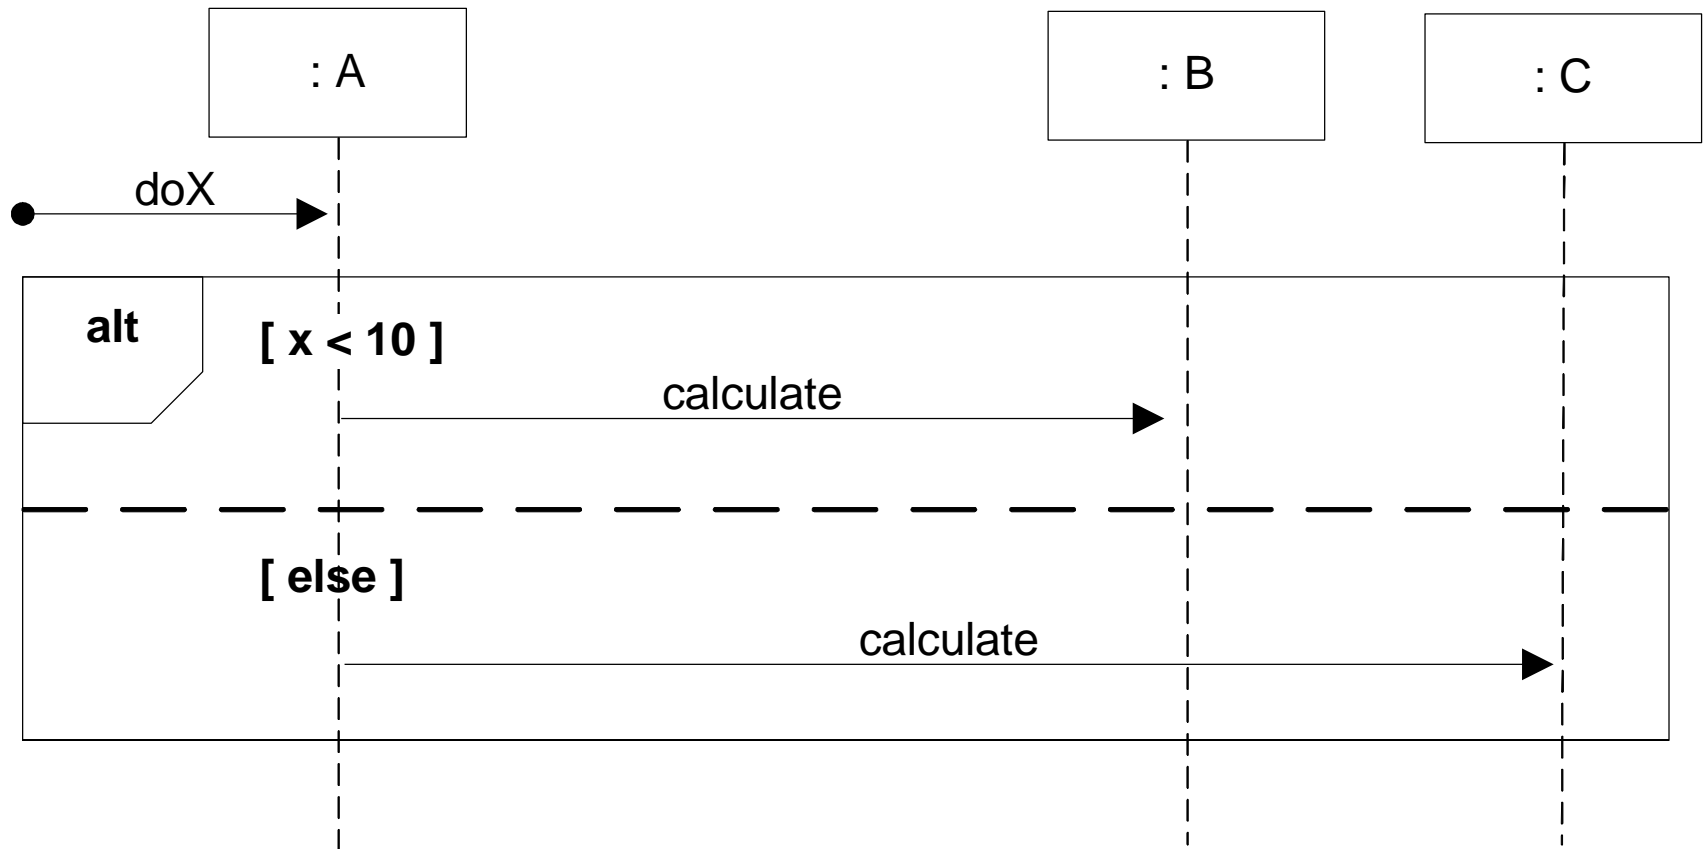 : A
: B
: C
doX
alt
[ x < 10 ]
calculate
[ else ]
calculate